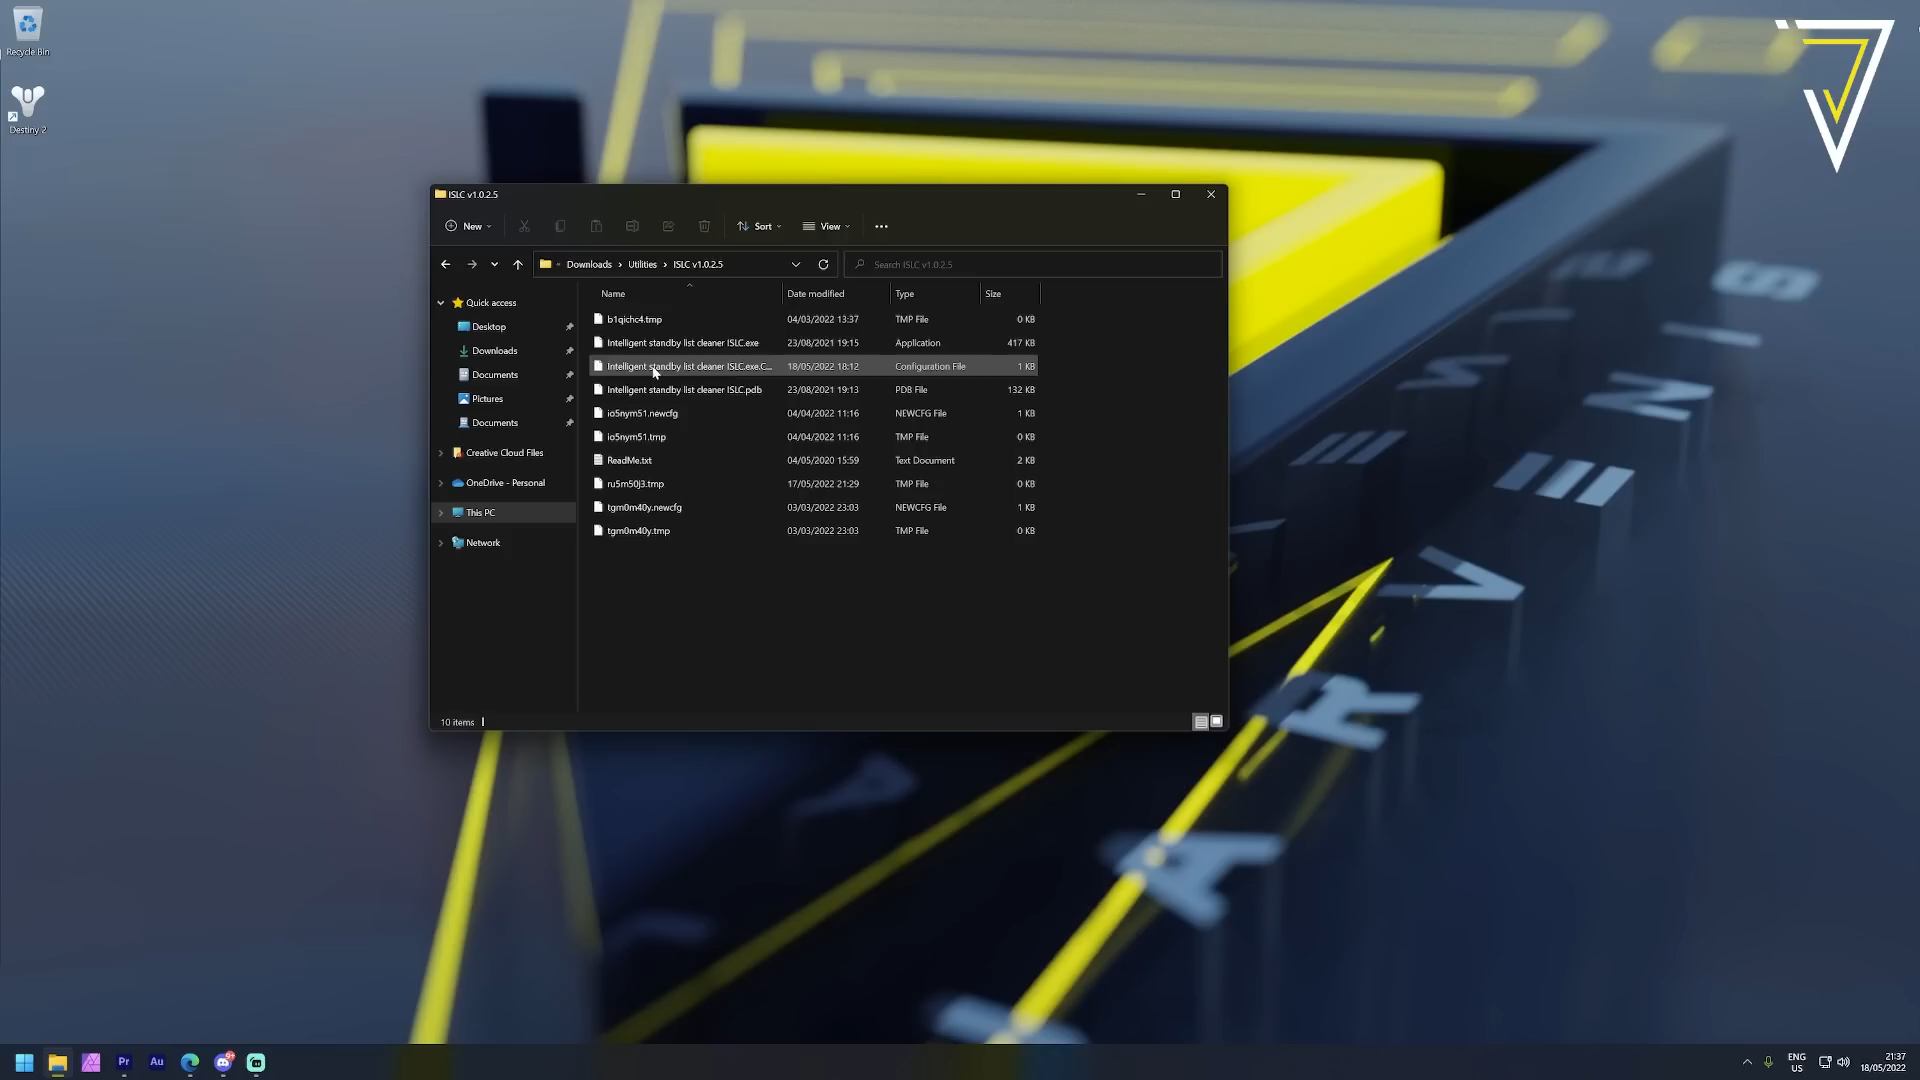 Recycle Bin
Destiny 2
ISLC v1.0.2.5
New
Sort
View
Downloads > Utilities > ISLC v1.0.2.5
Search ISLC v1.0.2.5
Name Date modified Type Size
b1qichc4.tmp 04/03/2022 13:37 TMP File 0 KB
Intelligent standby list cleaner ISLC.exe 23/08/2021 19:15 Application 417 KB
Intelligent standby list cleaner ISLC.exe.C... 18/05/2022 18:12 Configuration File 1 KB
Intelligent standby list cleaner ISLC.pdb 23/08/2021 19:13 PDB File 132 KB
io5nym51.newcfg 04/04/2022 11:16 NEWCFG File 1 KB
io5nym51.tmp 04/04/2022 11:16 TMP File 0 KB
ReadMe.txt 04/05/2020 15:59 Text Document 2 KB
ru5m50j3.tmp 17/05/2022 21:29 TMP File 0 KB
tgm0m40y.newcfg 03/03/2022 23:03 NEWCFG File 1 KB
tgm0m40y.tmp 03/03/2022 23:03 TMP File 0 KB
Quick access
Desktop
Downloads
Documents
Pictures
Documents
Creative Cloud Files
OneDrive - Personal
This PC
Network
10 items
Pr
Au
9+
ENG
US
21:37
18/05/2022